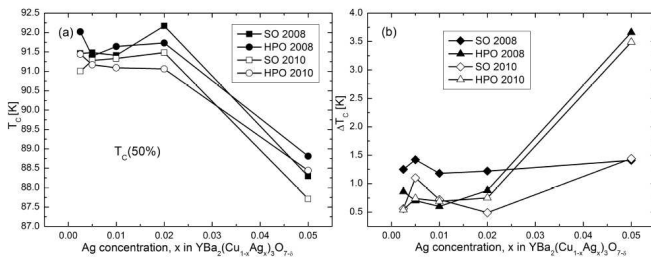 (a)
SO 2008
HPO 2008
SO 2010
HPO 2010
T_C(50%)
T_C [K]
92.5
92.0
91.5
91.0
90.5
90.0
89.5
89.0
88.5
88.0
87.5
87.0
0.00 0.01 0.02 0.03 0.04 0.05
Ag concentration, x in YBa₂(Cu₁₋ₓAgₓ)₃O₇₋δ
(b)
SO 2008
HPO 2008
SO 2010
HPO 2010
ΔT_C [K]
4.0
3.5
3.0
2.5
2.0
1.5
1.0
0.5
0.00 0.01 0.02 0.03 0.04 0.05
Ag concentration, x in YBa₂(Cu₁₋ₓAgₓ)₃O₇₋δ